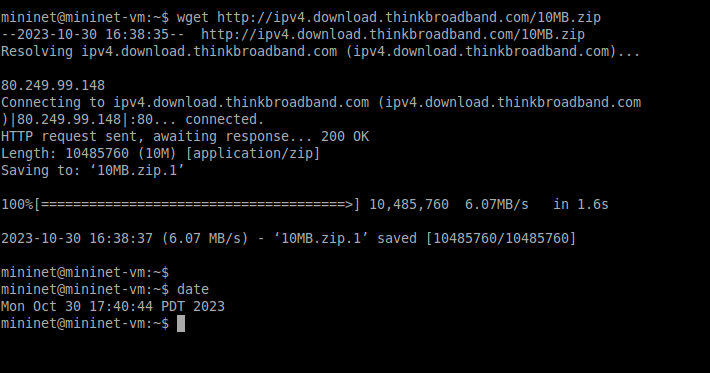 mininet@mininet-vm:~$ wget http://ipv4.download.thinkbroadband.com/10MB.zip
--2023-10-30 16:38:35--  http://ipv4.download.thinkbroadband.com/10MB.zip
Resolving ipv4.download.thinkbroadband.com (ipv4.download.thinkbroadband.com)...
80.249.99.148
Connecting to ipv4.download.thinkbroadband.com (ipv4.download.thinkbroadband.com
)|80.249.99.148|:80... connected.
HTTP request sent, awaiting response... 200 OK
Length: 10485760 (10M) [application/zip]
Saving to: ‘10MB.zip.1’
100%[======================================>] 10,485,760  6.07MB/s   in 1.6s
2023-10-30 16:38:37 (6.07 MB/s) - ‘10MB.zip.1’ saved [10485760/10485760]
mininet@mininet-vm:~$
mininet@mininet-vm:~$ date
Mon Oct 30 17:40:44 PDT 2023
mininet@mininet-vm:~$